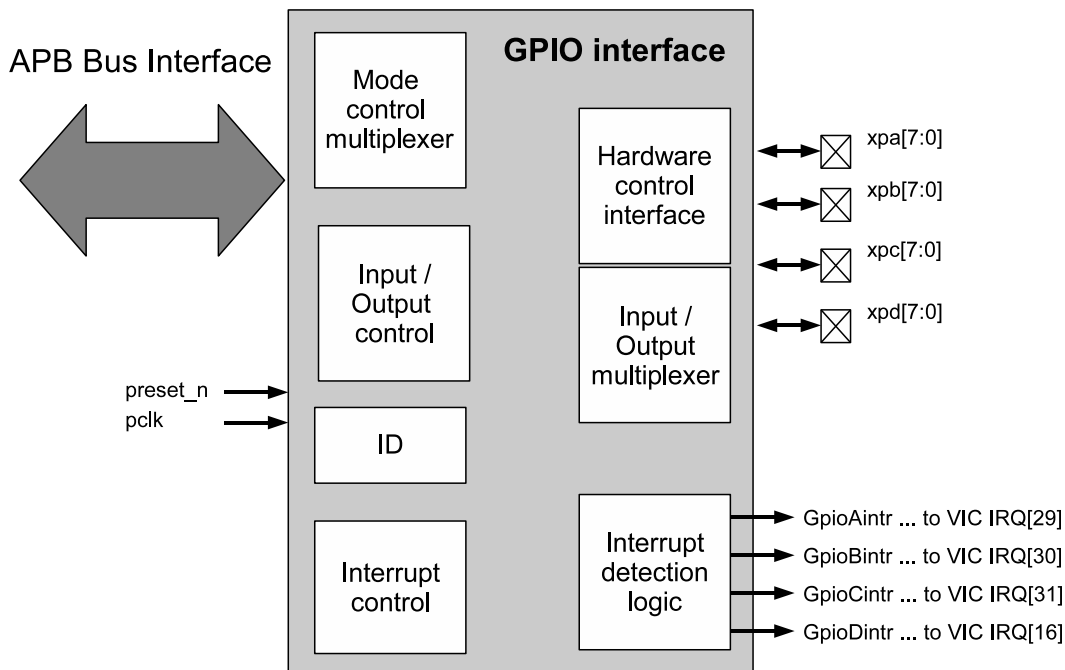 APB Bus Interface
GPIO interface
Mode
control
multiplexer
Hardware
control
interface
xpa[7:0]
xpb[7:0]
xpc[7:0]
xpd[7:0]
Input /
Output
control
Input /
Output
multiplexer
preset_n
pclk
ID
Interrupt
control
Interrupt
detection
logic
GpioAintr ... to VIC IRQ[29]
GpioBintr ... to VIC IRQ[30]
GpioCintr ... to VIC IRQ[31]
GpioDintr ... to VIC IRQ[16]